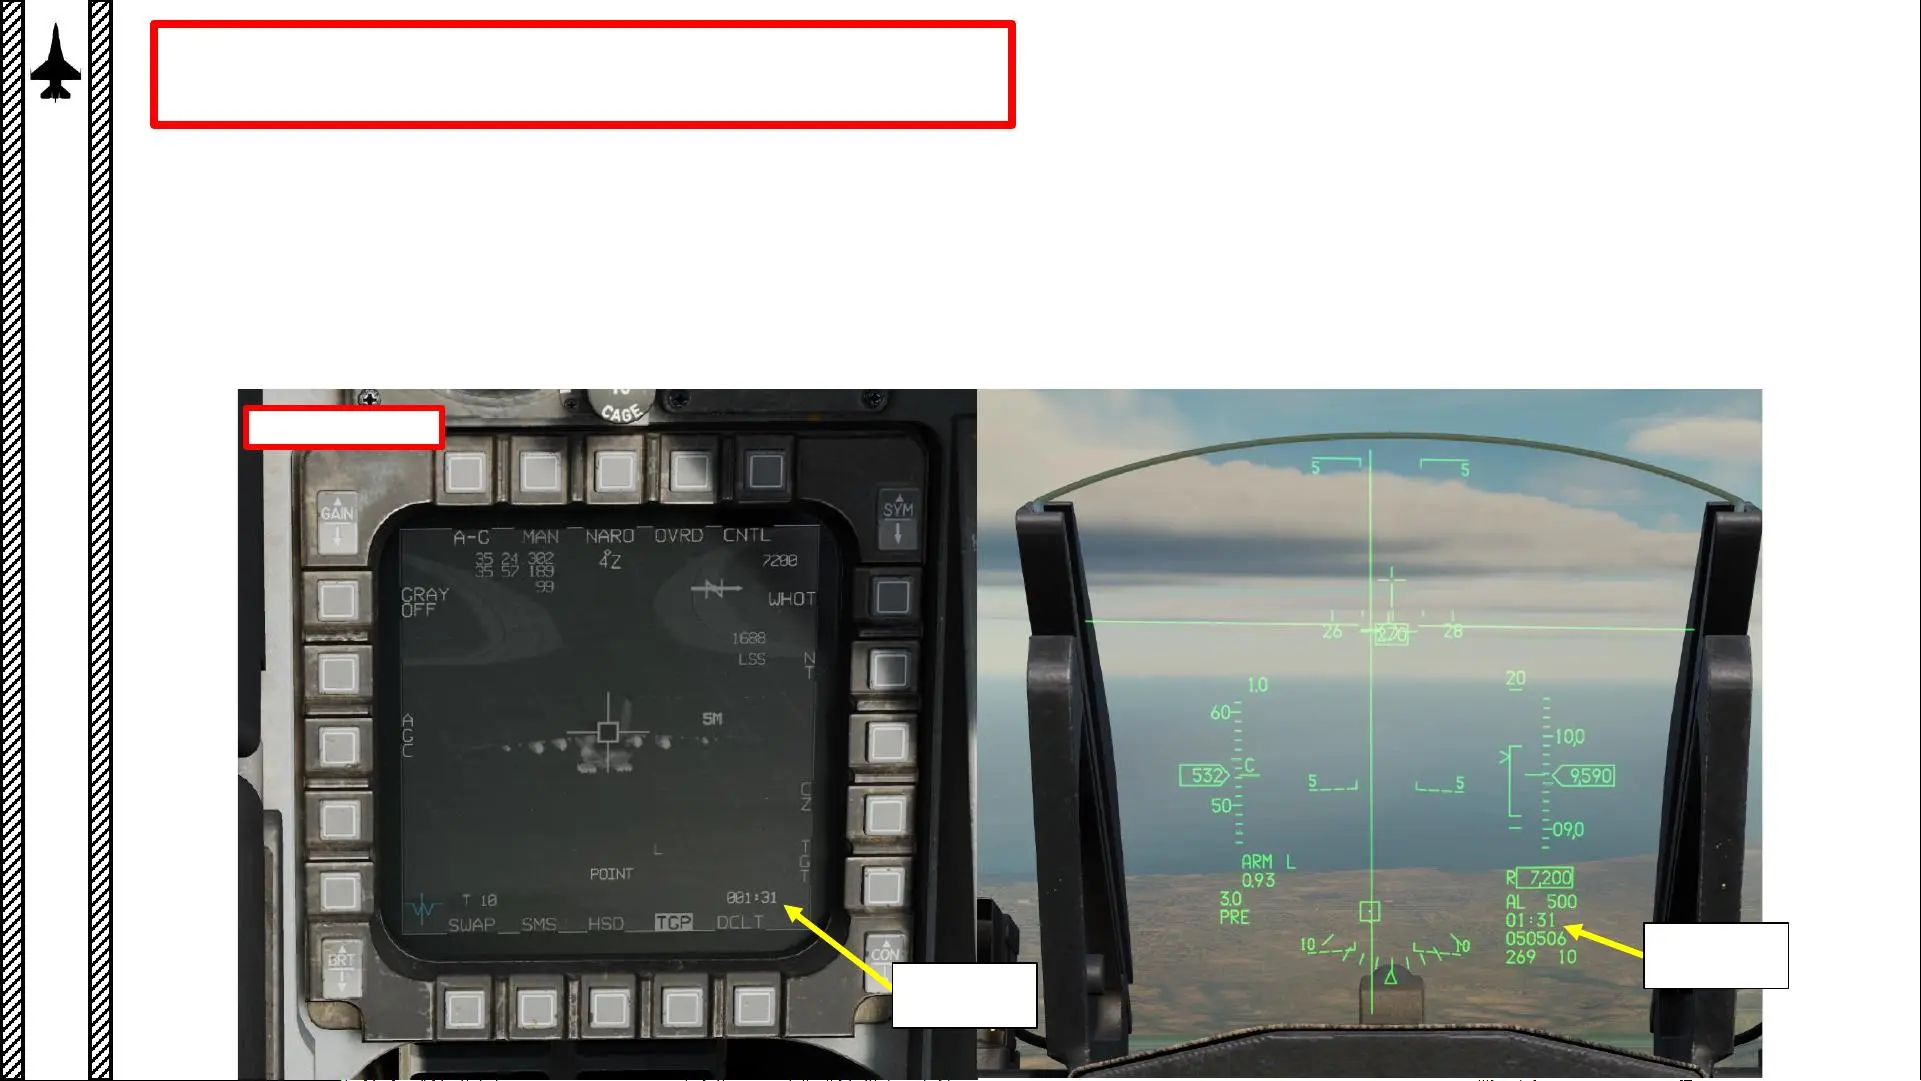 CAGE
GAIN
SYM
A-G MAN NARO OVRD CNTL
35 24 302
35 57 189
99
4Z
7200
GRAY
OFF
N
WHOT
1688
LSS
N
T
A
G
C
5M
C
Z
T
G
T
L
POINT
T 10
001:31
SWAP SMS HSD TGP DCLT
BRT
CON
5 5
26 270 28
1.0
60
532
C
50
5 5
20
10,0
9,590
09,0
ARM L
0.93
3.0
PRE
R 7,200
AL 500
01:31
050506
269 10
10 10